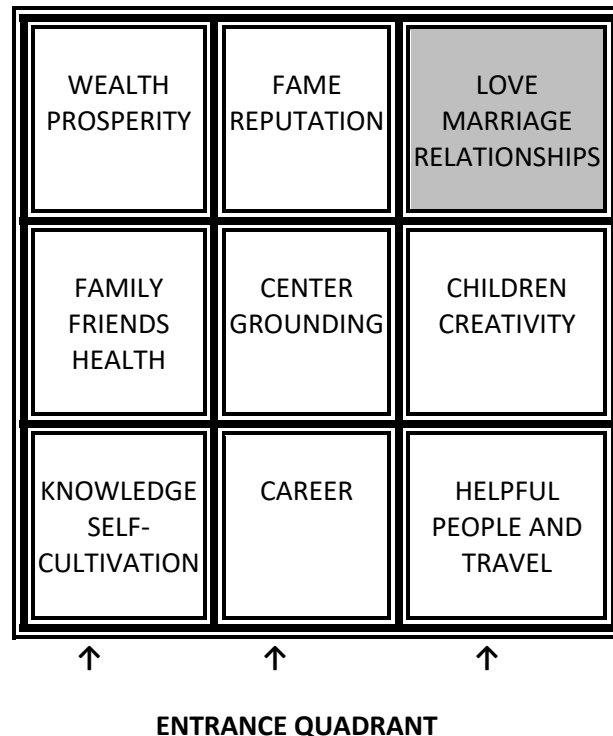 WEALTH
PROSPERITY
FAME
REPUTATION
LOVE
MARRIAGE
RELATIONSHIPS
FAMILY
FRIENDS
HEALTH
CENTER
GROUNDING
CHILDREN
CREATIVITY
KNOWLEDGE
SELF-
CULTIVATION
CAREER
HELPFUL
PEOPLE AND
TRAVEL
↑ ↑ ↑
ENTRANCE QUADRANT